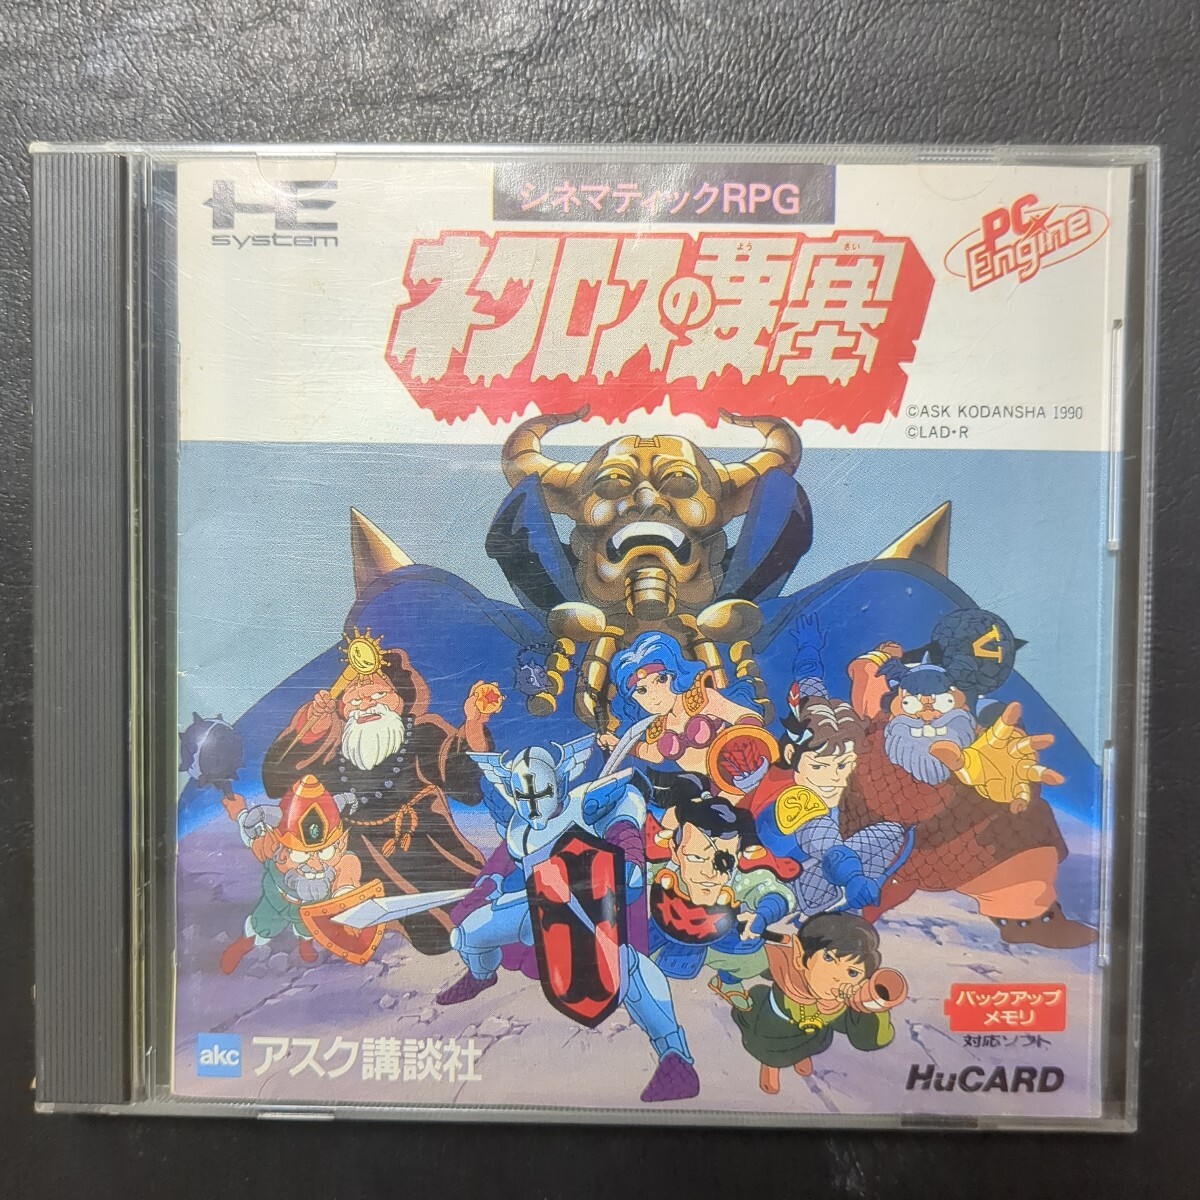 HE
system
シネマティックRPG
PC
Engine
ネクロスの要塞
よう さい
©ASK KODANSHA 1990
©LAD・R
V
S2
バックアップ
メモリ
対応ソフト
akc アスク講談社
HuCARD